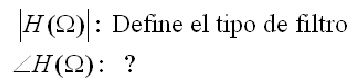 |H(Ω)|: Define el tipo de filtro
∠H(Ω): ?